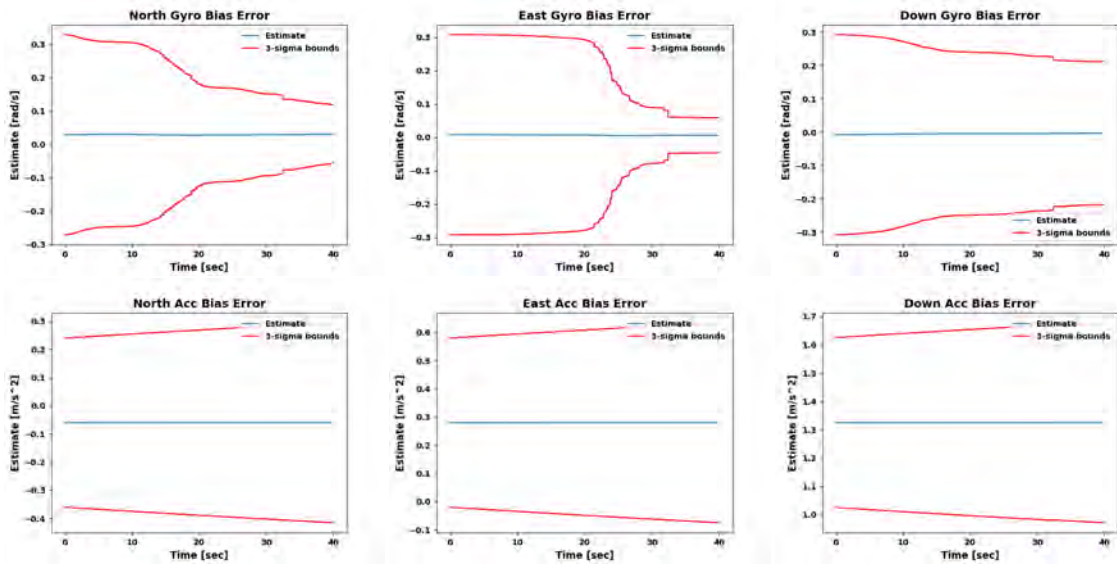 North Gyro Bias Error
Estimate
3-sigma bounds
Estimate [rad/s]
0.3
0.2
0.1
0.0
−0.1
−0.2
−0.3
0
10
20
30
40
Time [sec]
East Gyro Bias Error
Estimate
3-sigma bounds
Estimate [rad/s]
0.3
0.2
0.1
0.0
−0.1
−0.2
−0.3
0
10
20
30
40
Time [sec]
Down Gyro Bias Error
Estimate
3-sigma bounds
Estimate [rad/s]
0.3
0.2
0.1
0.0
−0.1
−0.2
−0.3
0
10
20
30
40
Time [sec]
North Acc Bias Error
Estimate
3-sigma bounds
Estimate [m/s^2]
0.3
0.2
0.1
0.0
−0.1
−0.2
−0.3
−0.4
0
10
20
30
40
Time [sec]
East Acc Bias Error
Estimate
3-sigma bounds
Estimate [m/s^2]
0.6
0.5
0.4
0.3
0.2
0.1
0.0
−0.1
0
10
20
30
40
Time [sec]
Down Acc Bias Error
Estimate
3-sigma bounds
Estimate [m/s^2]
1.7
1.6
1.5
1.4
1.3
1.2
1.1
1.0
0
10
20
30
40
Time [sec]